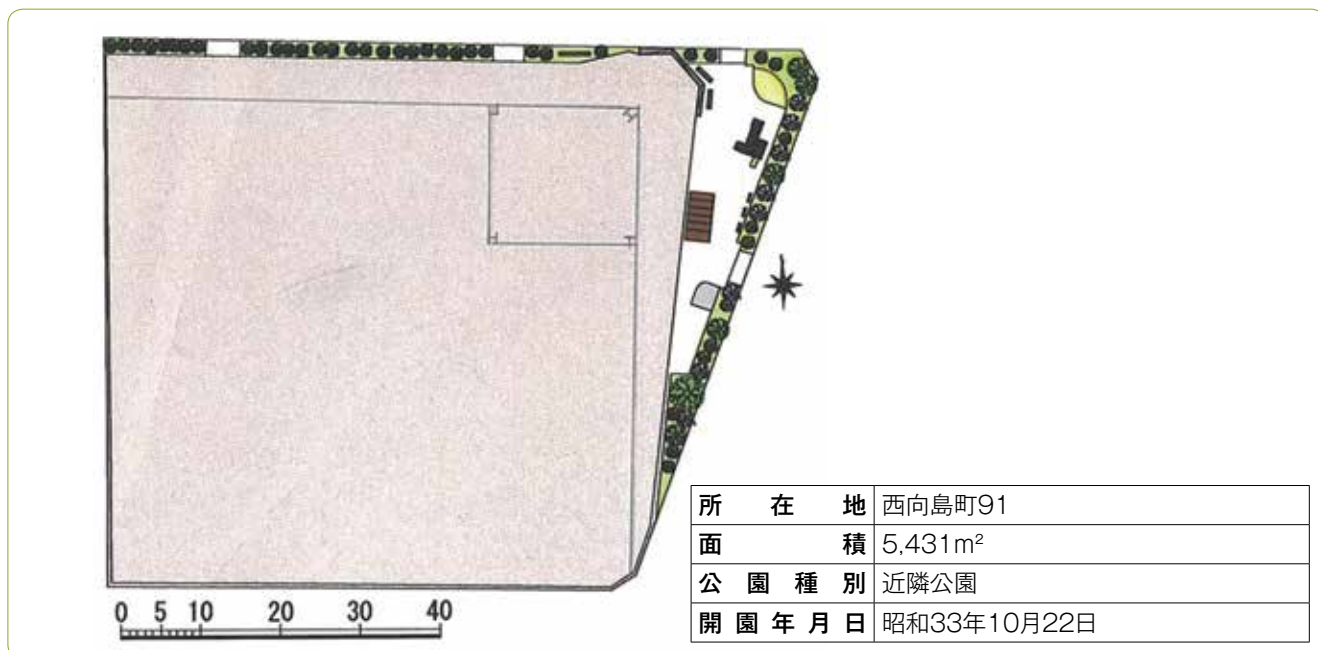 0 5 10 20 30 40
所在地 西向島町91
面積 5,431m²
公園種別 近隣公園
開園年月日 昭和33年10月22日